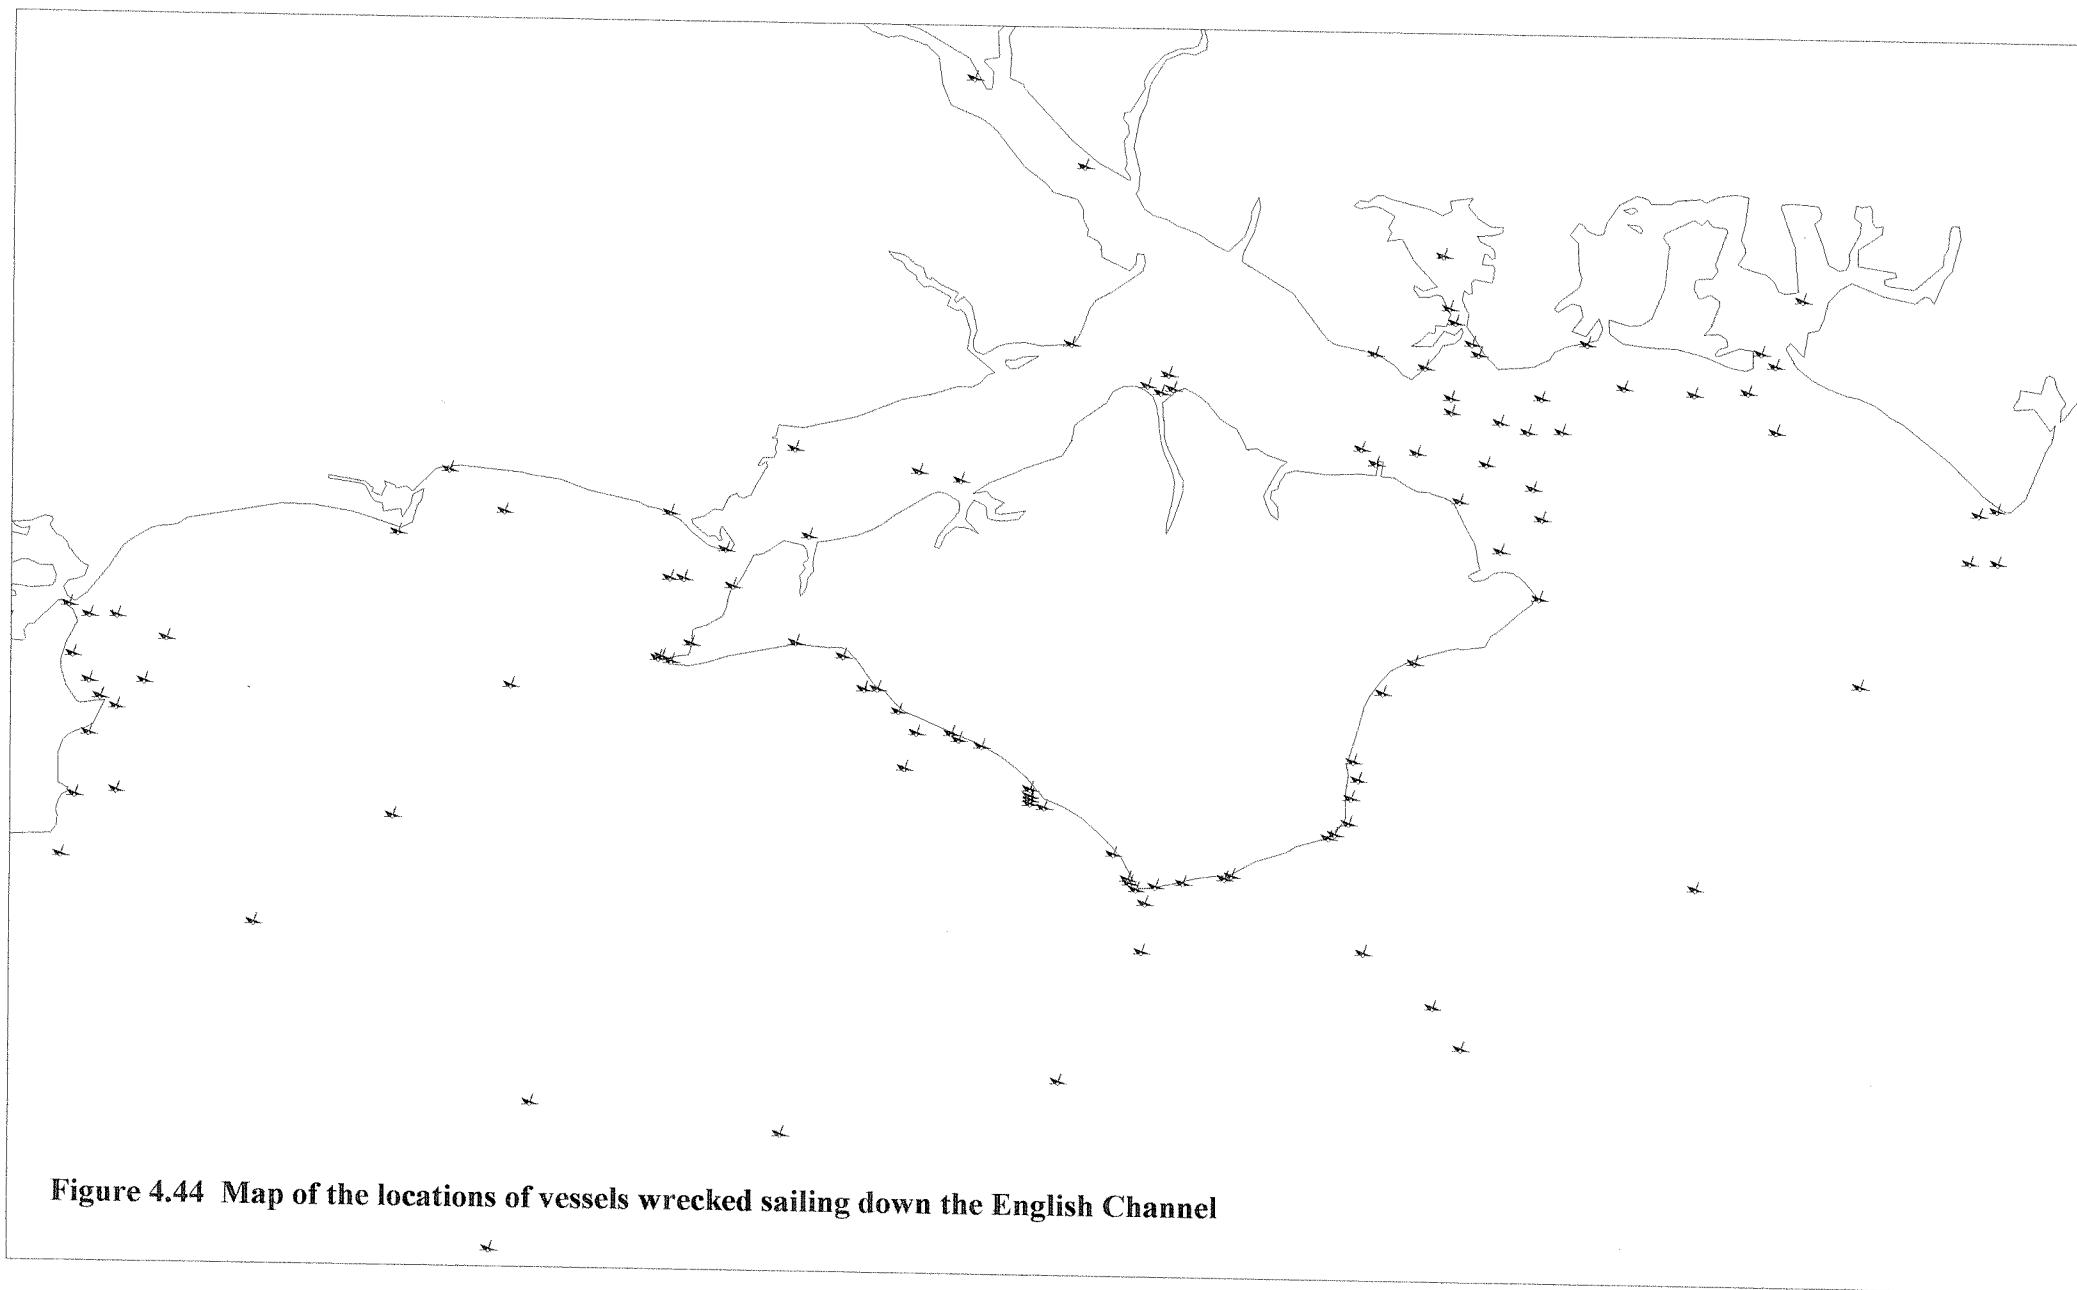 Figure 4.44 Map of the locations of vessels wrecked sailing down the English Channel